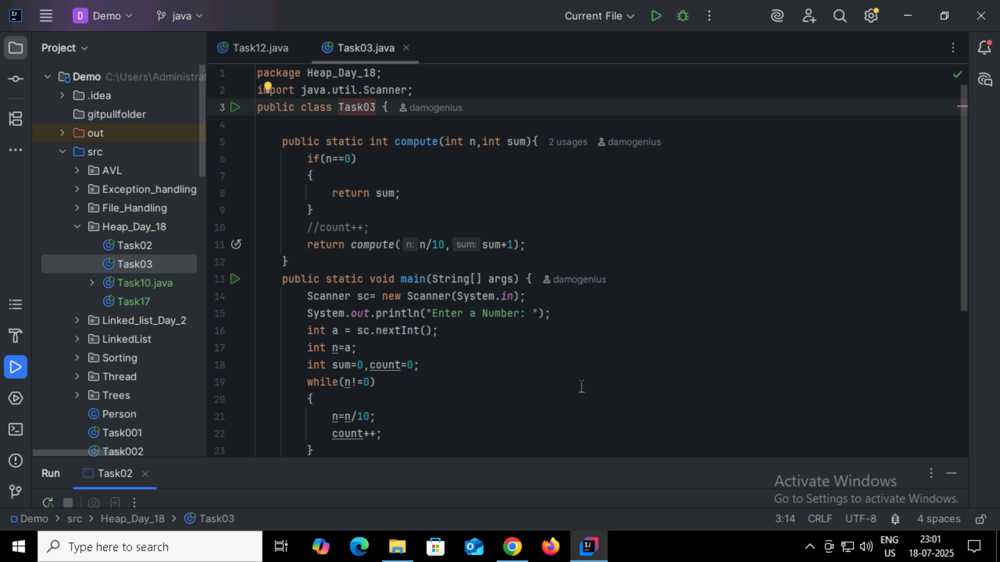 D Demo java Current File
Project
Task12.java Task03.java
Demo C:\Users\Administrat
.idea
gitpullfolder
out
src
AVL
Exception_handling
File_Handling
Heap_Day_18
Task02
Task03
Task10.java
Task17
Linked_list_Day_2
LinkedList
Sorting
Thread
Trees
Person
Task001
Task002
1 package Heap_Day_18;
2 import java.util.Scanner;
3 public class Task03 { damogenius
4
5 public static int compute(int n,int sum){ 2 usages damogenius
6 if(n==0)
7 {
8 return sum;
9 }
10 //count++;
11 return compute( n: n/10, sum: sum+1);
12 }
13 public static void main(String[] args) { damogenius
14 Scanner sc= new Scanner(System.in);
15 System.out.println("Enter a Number: ");
16 int a = sc.nextInt();
17 int n=a;
18 int sum=0,count=0;
19 while(n!=0)
20 {
21 n=n/10;
22 count++;
23 }
Run Task02
Activate Windows
Go to Settings to activate Windows.
Demo > src > Heap_Day_18 > Task03 3:14 CRLF UTF-8 4 spaces
Type here to search
ENG
US
23:01
18-07-2025